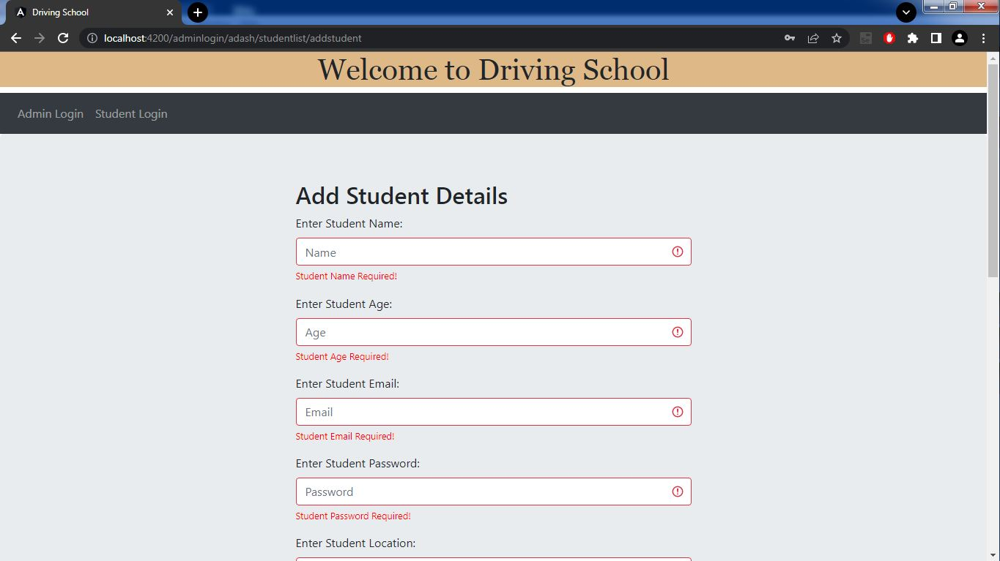 Driving School
localhost:4200/adminlogin/adash/studentlist/addstudent
Welcome to Driving School
Admin Login Student Login
Add Student Details
Enter Student Name:
Name
Student Name Required!
Enter Student Age:
Age
Student Age Required!
Enter Student Email:
Email
Student Email Required!
Enter Student Password:
Password
Student Password Required!
Enter Student Location: